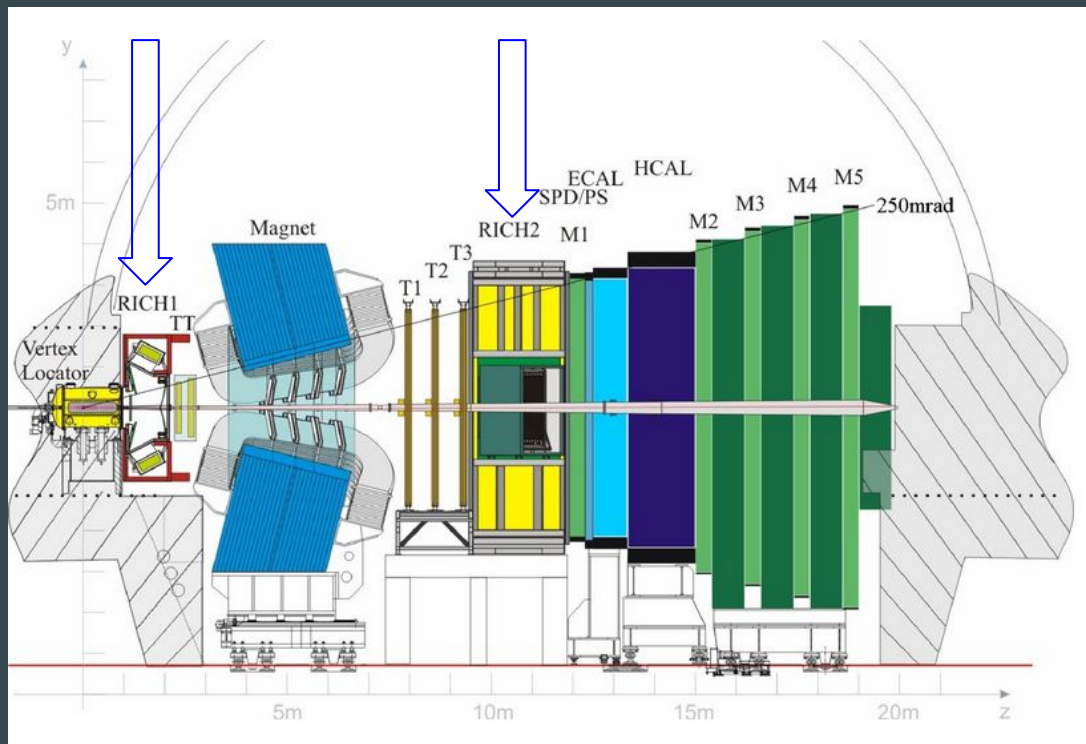 y
5m
Vertex
Locator
RICH1
TT
Magnet
T1
T2
T3
RICH2
M1
SPD/PS
ECAL
HCAL
M2
M3
M4
M5
250mrad
5m
10m
15m
20m
z